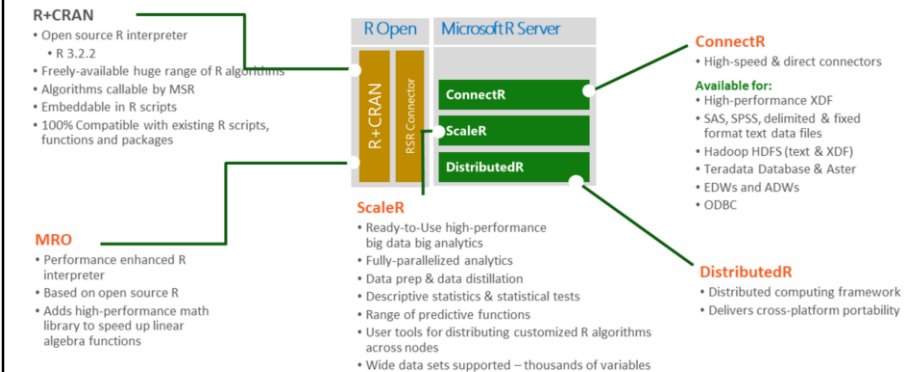 R+CRAN
• Open source R interpreter
• R 3.2.2
• Freely-available huge range of R algorithms
• Algorithms callable by MSR
• Embeddable in R scripts
• 100% Compatible with existing R scripts,
functions and packages
MRO
• Performance enhanced R
interpreter
• Based on open source R
• Adds high-performance math
library to speed up linear
algebra functions
R Open
Microsoft R Server
R+CRAN
RSR Connector
ConnectR
ScaleR
DistributedR
ScaleR
• Ready-to-Use high-performance
big data big analytics
• Fully-parallelized analytics
• Data prep & data distillation
• Descriptive statistics & statistical tests
• Range of predictive functions
• User tools for distributing customized R algorithms
across nodes
• Wide data sets supported – thousands of variables
ConnectR
• High-speed & direct connectors
Available for:
• High-performance XDF
• SAS, SPSS, delimited & fixed
format text data files
• Hadoop HDFS (text & XDF)
• Teradata Database & Aster
• EDWs and ADWs
• ODBC
DistributedR
• Distributed computing framework
• Delivers cross-platform portability